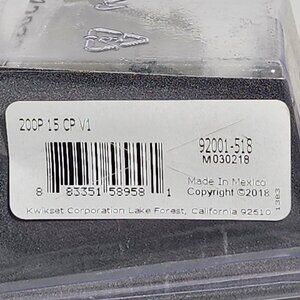 200P 15 CP V1
92001-518
M030218
8 83351 58958 1
Made In Mexico
Copyright ©2018
Kwikset Corporation Lake Forest, California 92610
1383